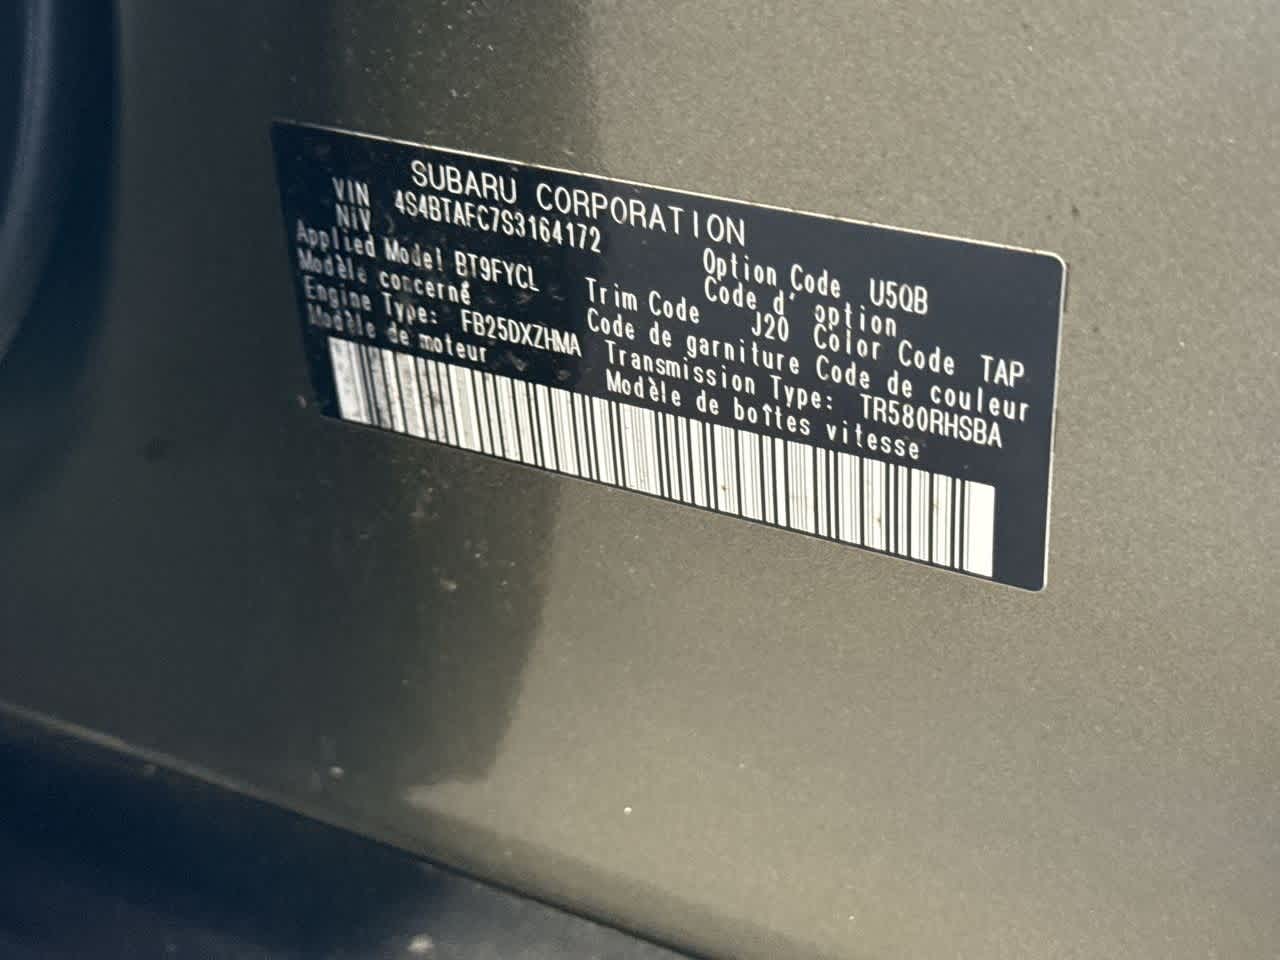 SUBARU CORPORATION
VIN 4S4BTAFC7S3164172
NIV
Applied Model BT9FYCL Option Code U5QB
Modèle concerné Code d'option
Engine Type: FB25DXZHMA Trim Code J20 Color Code TAP
Modèle de moteur Code de garniture Code de couleur
Transmission Type: TR580RHSBA
Modèle de boîtes vitesse